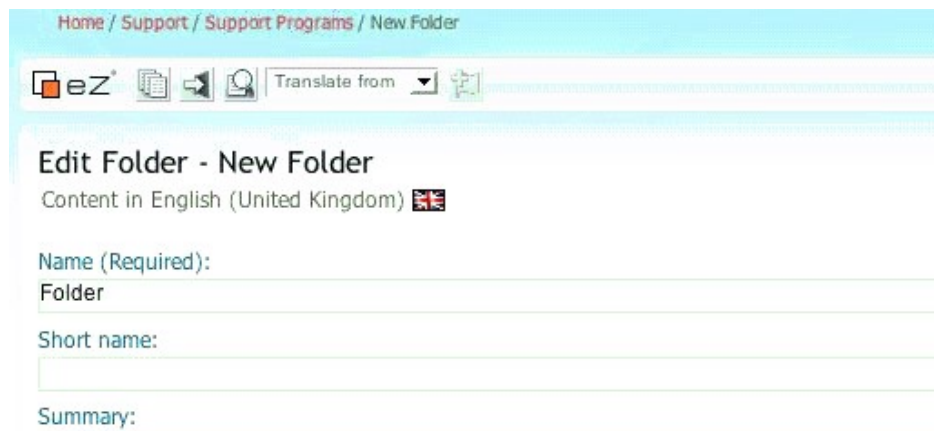 Home / Support / Support Programs / New Folder
eZ Translate from
Edit Folder - New Folder
Content in English (United Kingdom)
Name (Required):
Folder
Short name:
Summary: